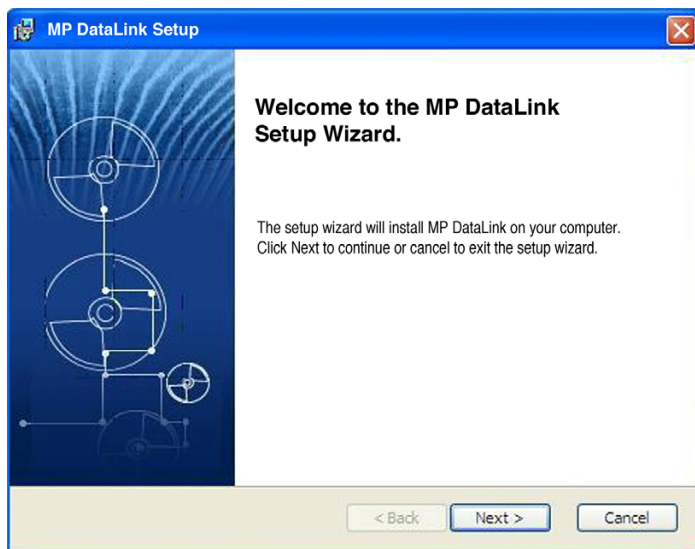 MP DataLink Setup
Welcome to the MP DataLink
Setup Wizard.
The setup wizard will install MP DataLink on your computer.
Click Next to continue or cancel to exit the setup wizard.
< Back
Next >
Cancel